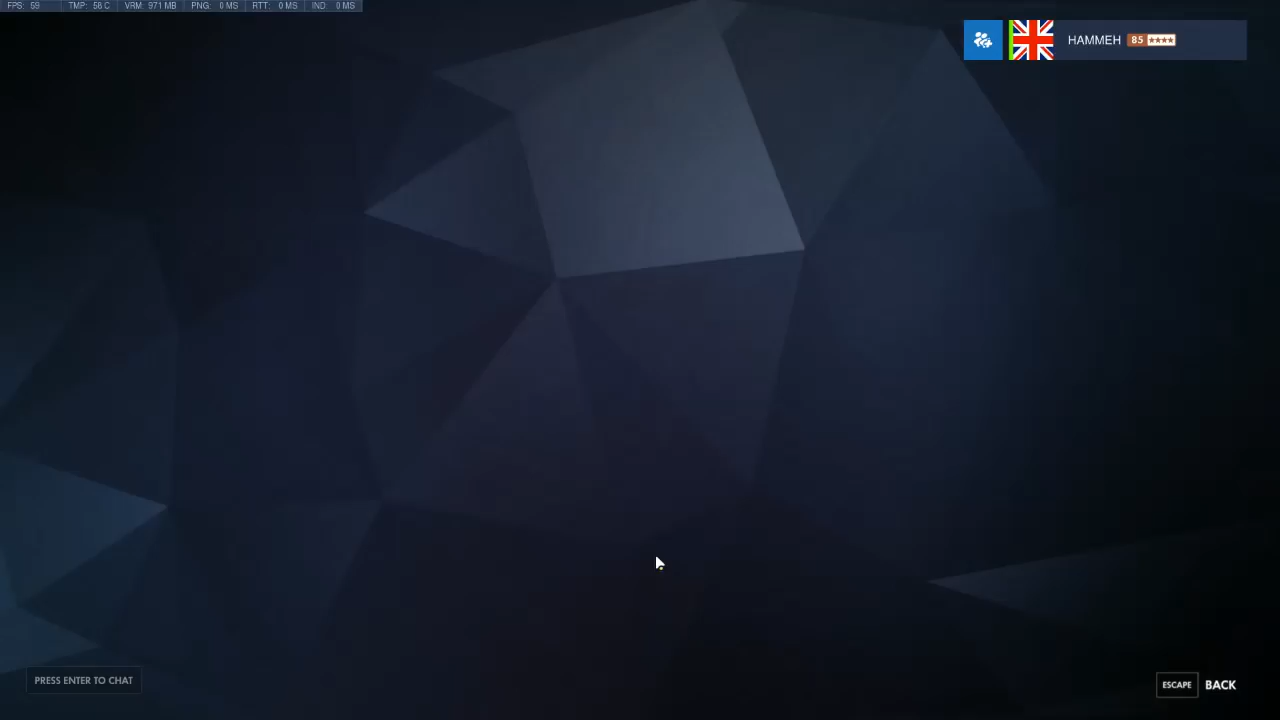 FPS: 59 TMP: 58 C VRM: 971 MB PNG: 0 MS RTT: 0 MS IND: 0 MS
HAMMEH 85 ★★★★
PRESS ENTER TO CHAT
ESCAPE BACK